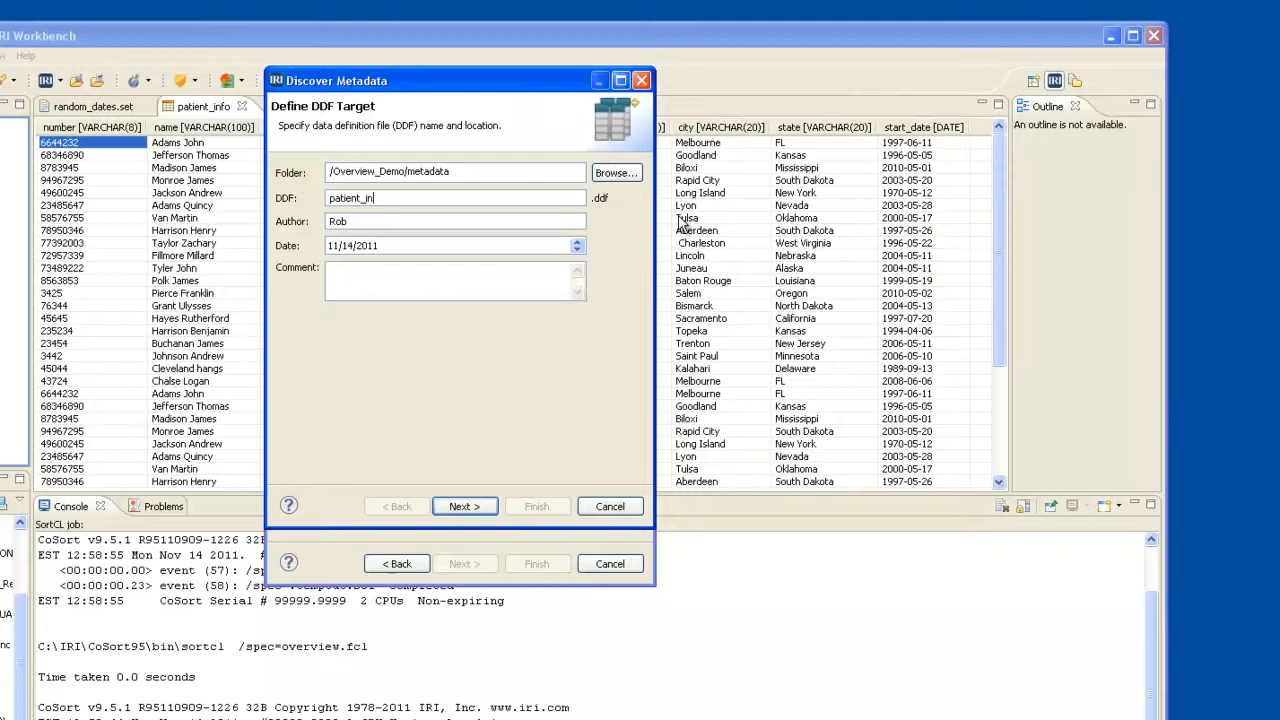 RI Workbench
Help
random_dates.set
patient_info
number [VARCHAR(8)] name [VARCHAR(100)] city [VARCHAR(20)] state [VARCHAR(20)] start_date [DATE]
6644232 Adams John Melbourne FL 1997-06-11
68346890 Jefferson Thomas Goodland Kansas 1996-05-05
8783945 Madison James Biloxi Mississippi 2010-05-01
94967295 Monroe James Rapid City South Dakota 2003-05-20
49600245 Jackson Andrew Long Island New York 1970-05-12
23485647 Adams Quincy Lyon Nevada 2003-05-28
58576755 Van Martin Tulsa Oklahoma 2000-05-17
78950346 Harrison Henry Aberdeen South Dakota 1997-05-26
77392003 Taylor Zachary Charleston West Virginia 1996-05-22
72957339 Fillmore Millard Lincoln Nebraska 2004-05-11
73489222 Tyler John Juneau Alaska 2004-05-11
8563853 Polk James Baton Rouge Louisiana 1999-05-19
3425 Pierce Franklin Salem Oregon 2010-05-02
76344 Grant Ulysses Bismarck North Dakota 2004-05-13
45645 Hayes Rutherford Sacramento California 1997-07-20
235234 Harrison Benjamin Topeka Kansas 1994-04-06
23454 Buchanan James Trenton New Jersey 2006-05-11
3442 Johnson Andrew Saint Paul Minnesota 2006-05-10
45044 Cleveland hangs Kalahari Delaware 1989-09-13
43724 Chalse Logan Melbourne FL 2008-06-06
6644232 Adams John Melbourne FL 1997-06-11
68346890 Jefferson Thomas Goodland Kansas 1996-05-05
8783945 Madison James Biloxi Mississippi 2010-05-01
94967295 Monroe James Rapid City South Dakota 2003-05-20
49600245 Jackson Andrew Long Island New York 1970-05-12
23485647 Adams Quincy Lyon Nevada 2003-05-28
58576755 Van Martin Tulsa Oklahoma 2000-05-17
78950346 Harrison Henry Aberdeen South Dakota 1997-05-26
Outline
An outline is not available.
IRI Discover Metadata
Define DDF Target
Specify data definition file (DDF) name and location.
Folder: /Overview_Demo/metadata Browse...
DDF: patient_in .ddf
Author: Rob
Date: 11/14/2011
Comment:
< Back Next > Finish Cancel
< Back Next > Finish Cancel
Console Problems
SortCL job:
CoSort v9.5.1 R95110909-1226 32B
EST 12:58:55 Mon Nov 14 2011. #
<00:00:00.00> event (57): /sp
<00:00:00.23> event (58): /sp
EST 12:58:55 CoSort Serial # 99999.9999 2 CPUs Non-expiring
C:\IRI\CoSort95\bin\sortcl /spec=overview.fcl
Time taken 0.0 seconds
CoSort v9.5.1 R95110909-1226 32B Copyright 1978-2011 IRI, Inc. www.iri.com